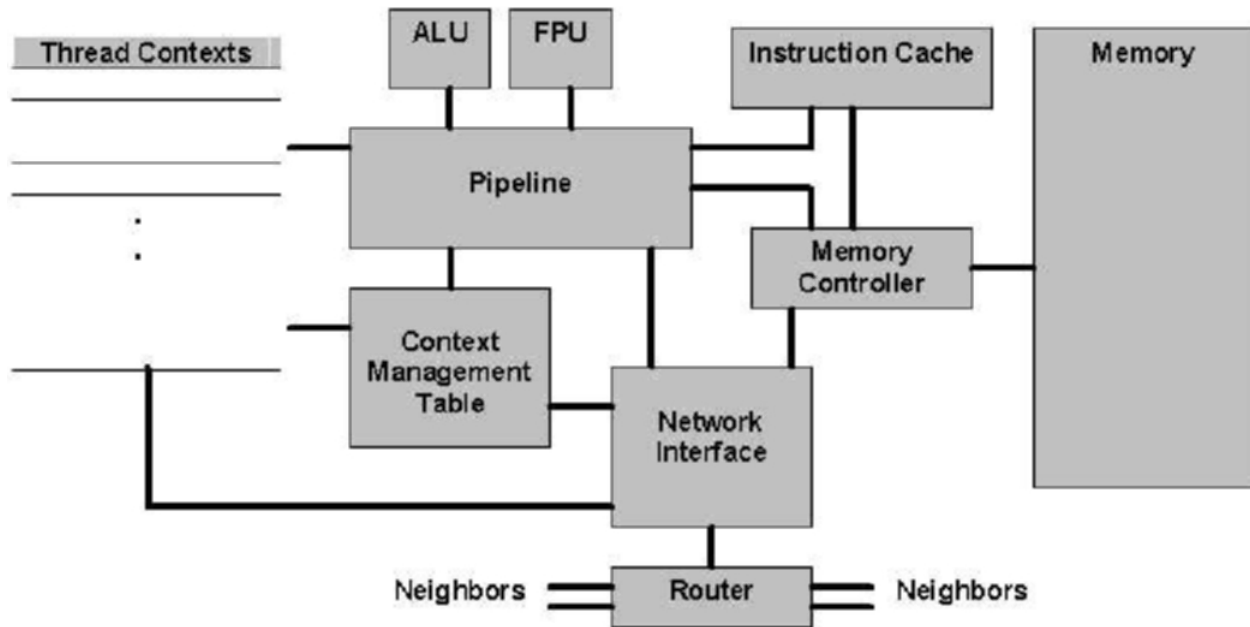 Thread Contexts
ALU
FPU
Instruction Cache
Memory
Pipeline
Memory
Controller
Context
Management
Table
Network
Interface
Neighbors
Router
Neighbors